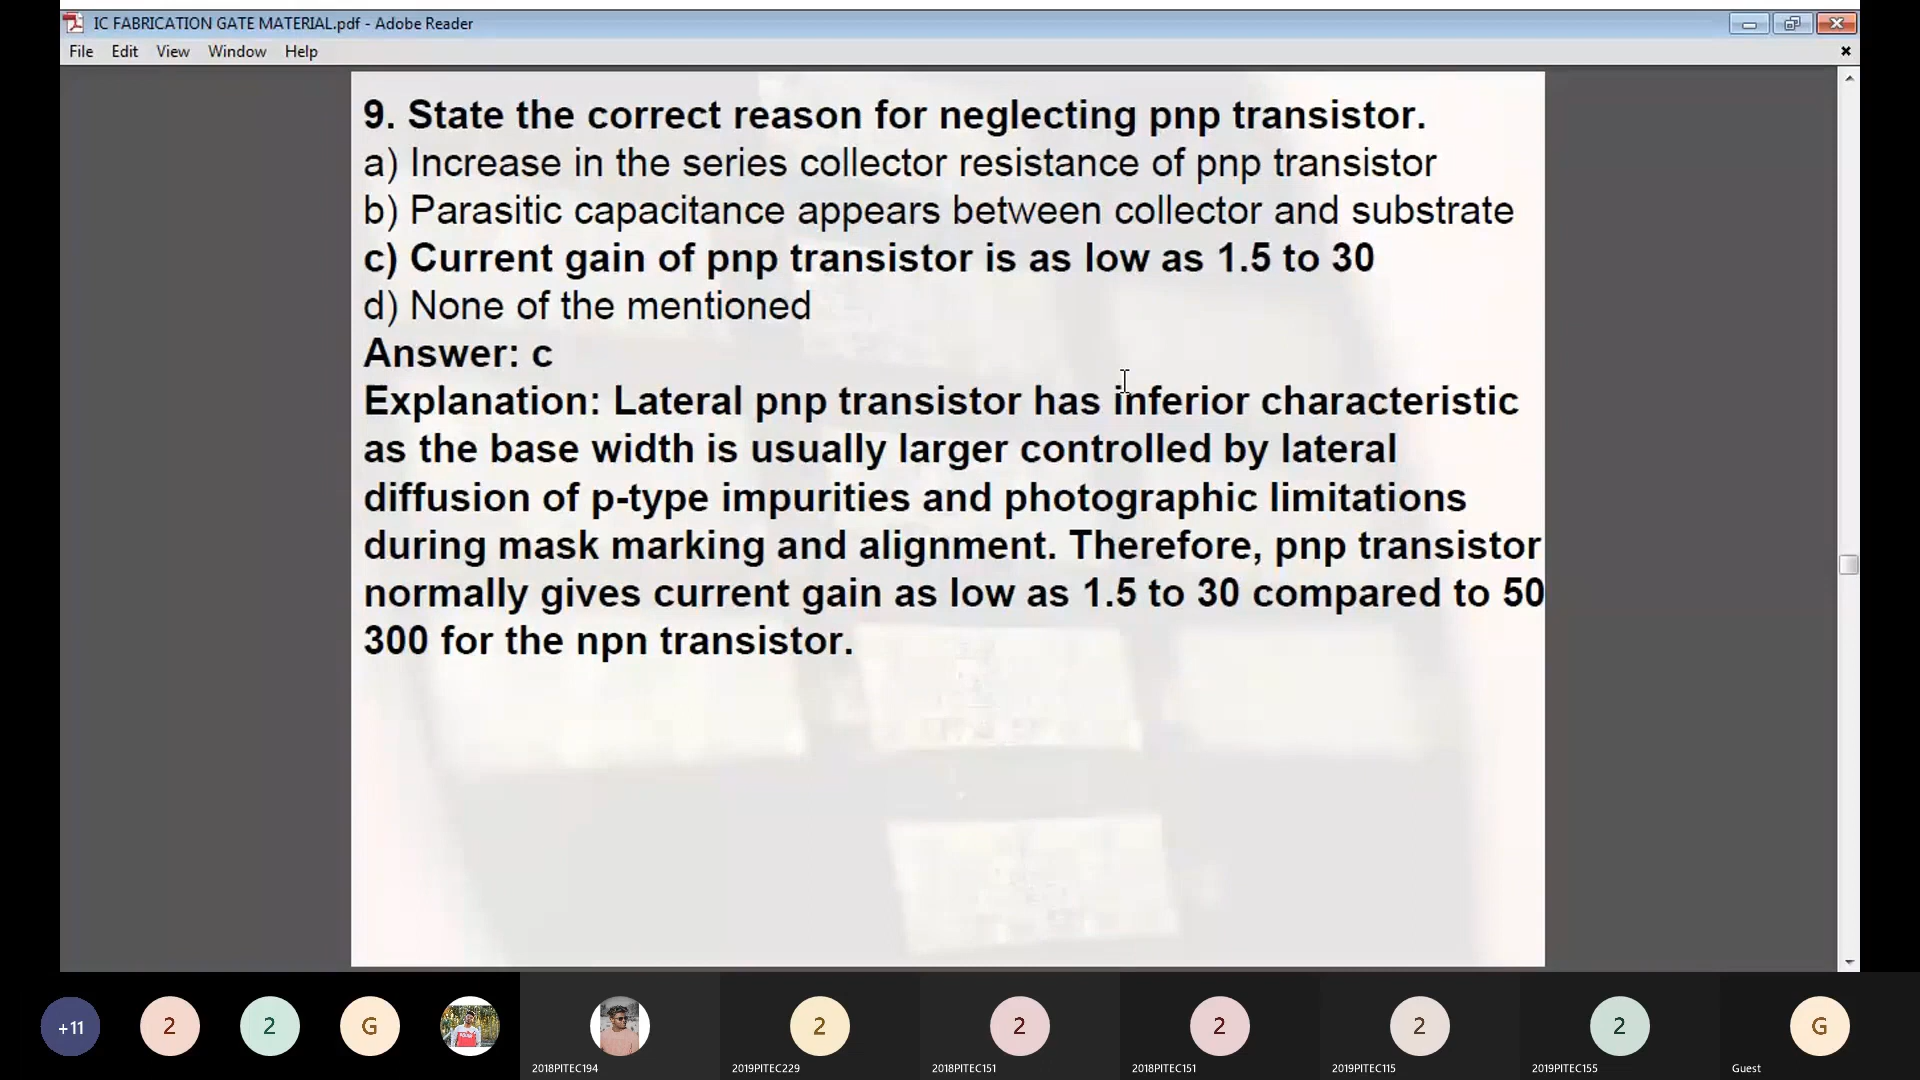 IC FABRICATION GATE MATERIAL.pdf - Adobe Reader
File Edit View Window Help
9. State the correct reason for neglecting pnp transistor.
a) Increase in the series collector resistance of pnp transistor
b) Parasitic capacitance appears between collector and substrate
c) Current gain of pnp transistor is as low as 1.5 to 30
d) None of the mentioned
Answer: c
Explanation: Lateral pnp transistor has inferior characteristic
as the base width is usually larger controlled by lateral
diffusion of p-type impurities and photographic limitations
during mask marking and alignment. Therefore, pnp transistor
normally gives current gain as low as 1.5 to 30 compared to 50
300 for the npn transistor.
+11 2 2 G 2 2 2 2 2 G
2018PITEC194 2019PITEC229 2018PITEC151 2018PITEC151 2019PITEC115 2019PITEC155 Guest